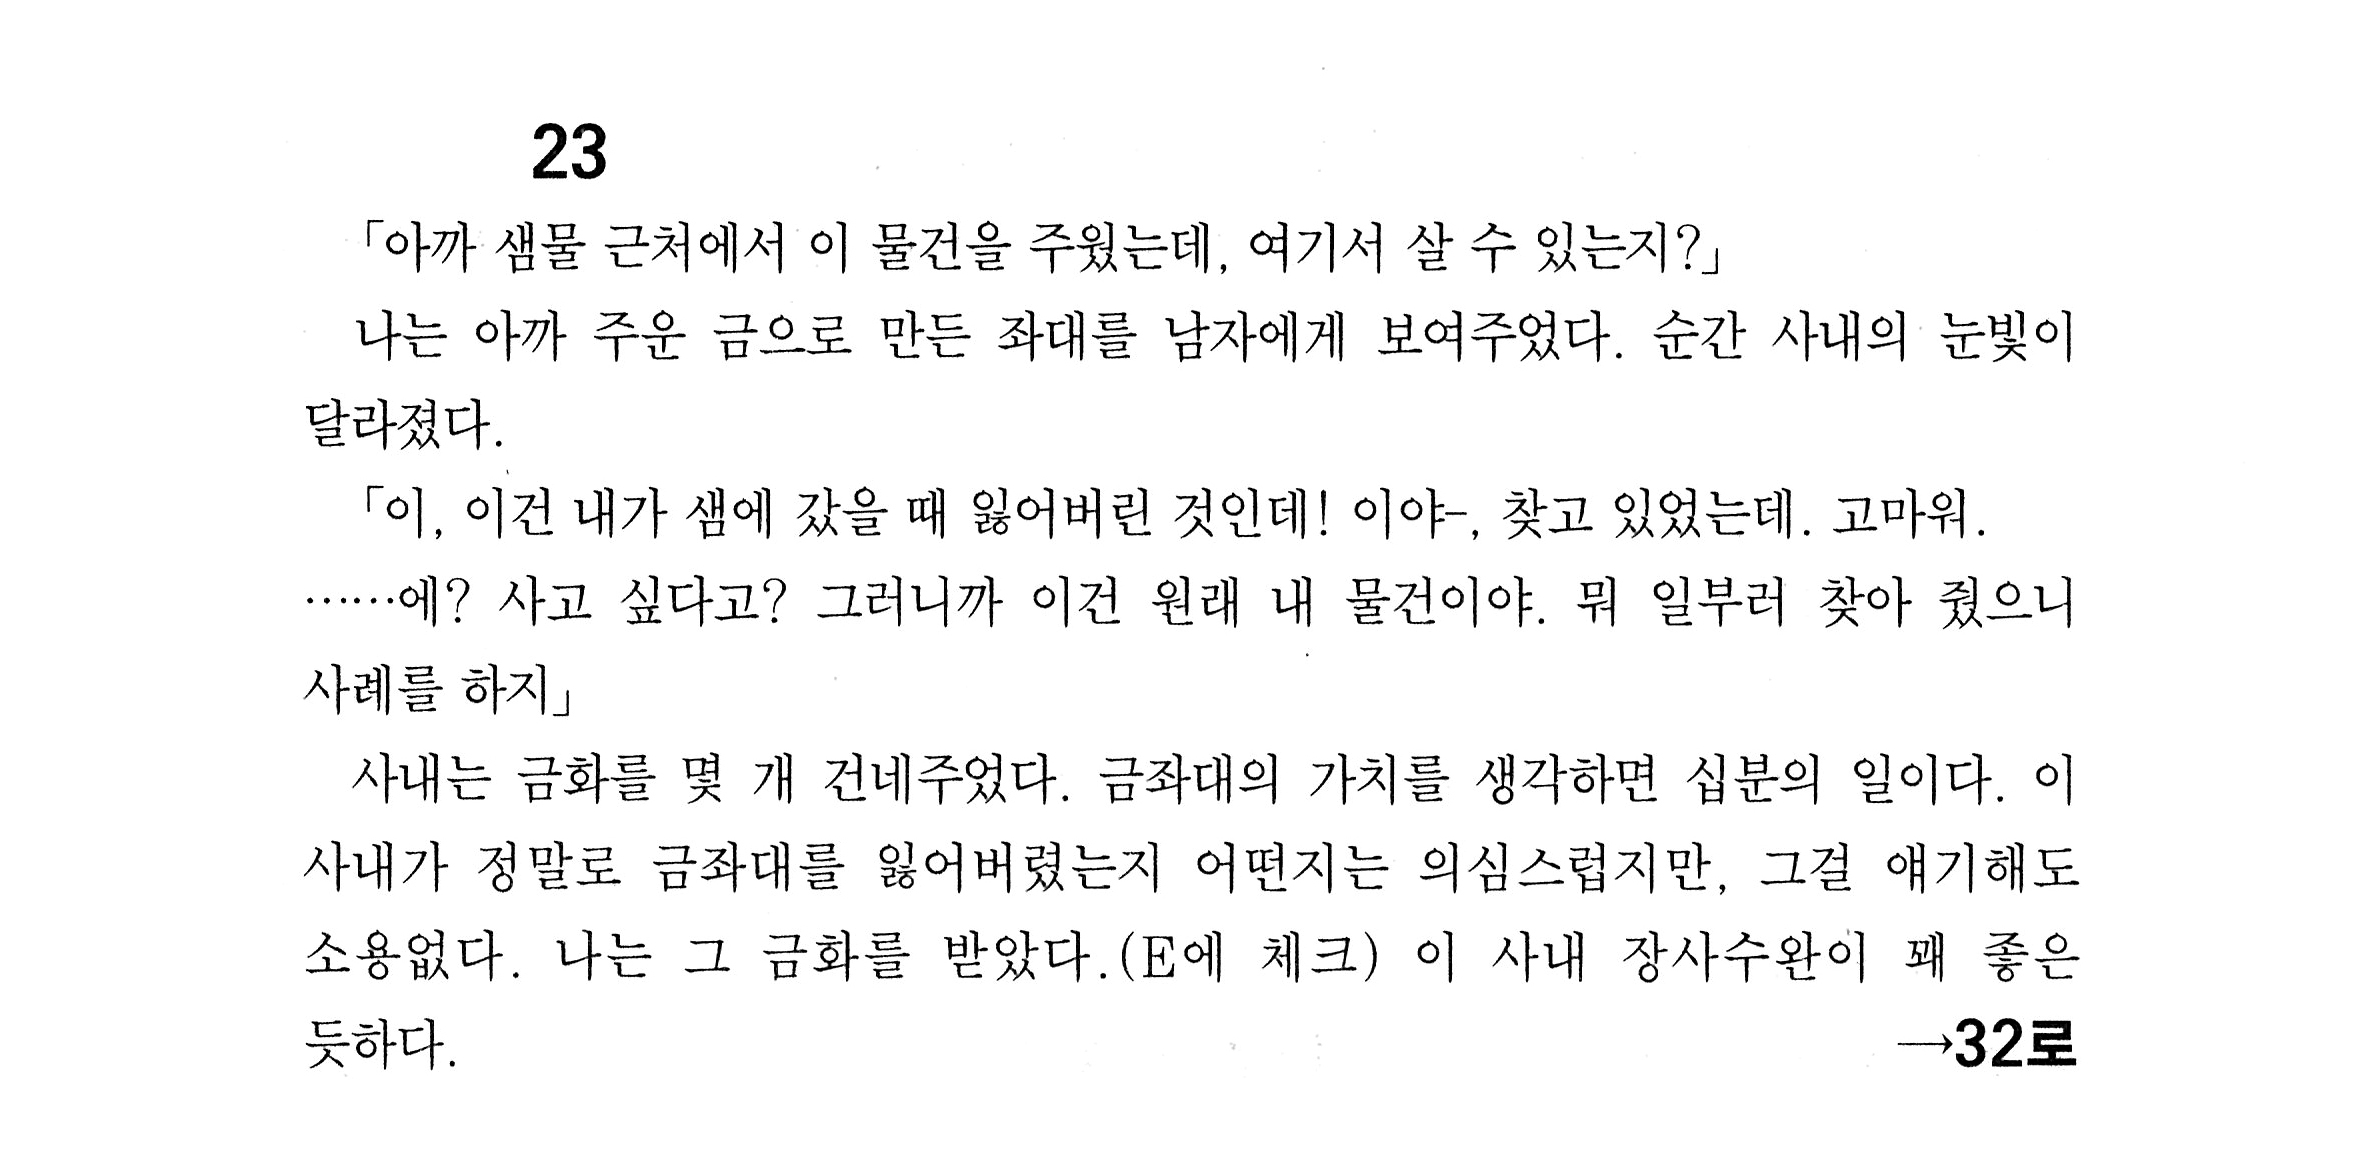 23
「아까 샘물 근처에서 이 물건을 주웠는데, 여기서 살 수 있는지?」
나는 아까 주운 금으로 만든 좌대를 남자에게 보여주었다. 순간 사내의 눈빛이
달라졌다.
「이, 이건 내가 샘에 갔을 때 잃어버린 것인데! 이야-, 찾고 있었는데. 고마워.
……에? 사고 싶다고? 그러니까 이건 원래 내 물건이야. 뭐 일부러 찾아 줬으니
사례를 하지」
사내는 금화를 몇 개 건네주었다. 금좌대의 가치를 생각하면 십분의 일이다. 이
사내가 정말로 금좌대를 잃어버렸는지 어떤지는 의심스럽지만, 그걸 얘기해도
소용없다. 나는 그 금화를 받았다.(E에 체크) 이 사내 장사수완이 꽤 좋은
듯하다. →32로